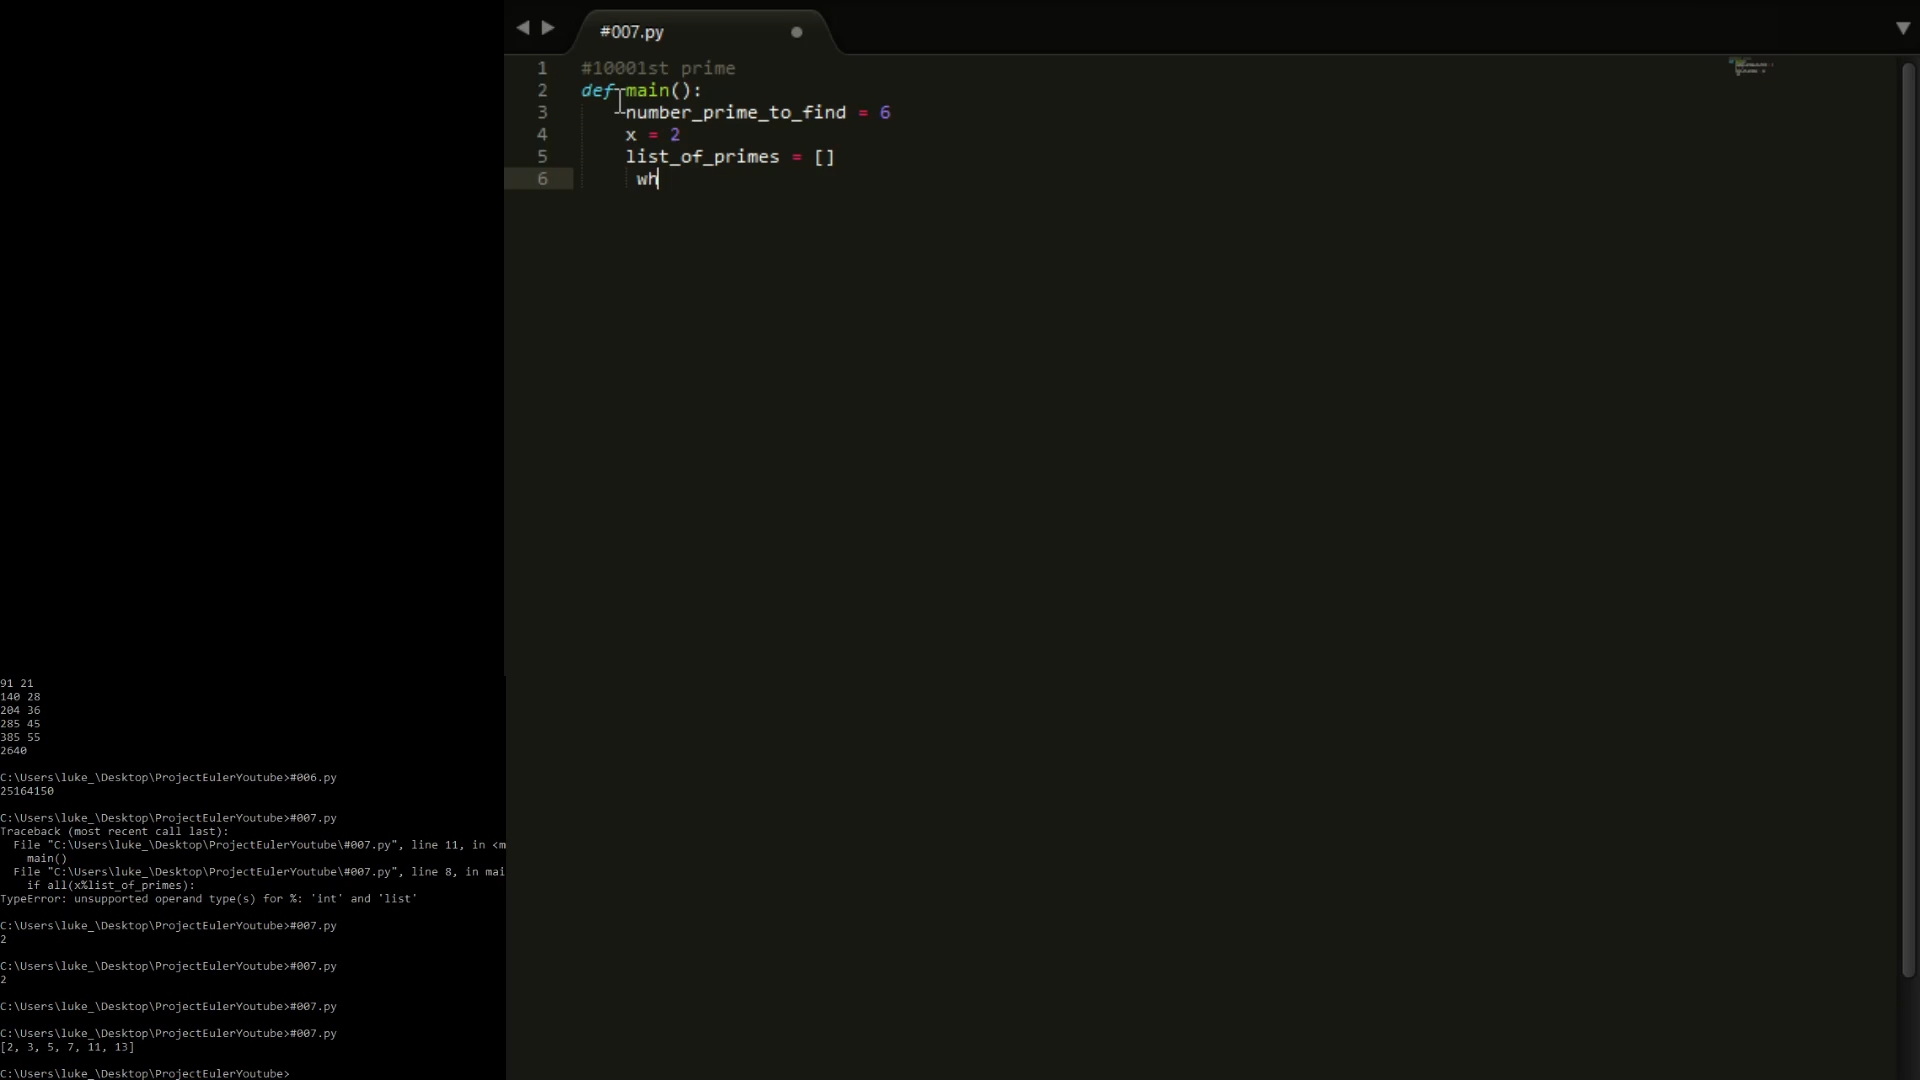 #007.py
1 #10001st prime
2 def main():
3 number_prime_to_find = 6
4 x = 2
5 list_of_primes = []
6 wh
91 21
140 28
204 36
285 45
385 55
2640
C:\Users\luke_\Desktop\ProjectEulerYoutube>#006.py
25164150
C:\Users\luke_\Desktop\ProjectEulerYoutube>#007.py
Traceback (most recent call last):
File "C:\Users\luke_\Desktop\ProjectEulerYoutube\#007.py", line 11, in <m
main()
File "C:\Users\luke_\Desktop\ProjectEulerYoutube\#007.py", line 8, in mai
if all(x%list_of_primes):
TypeError: unsupported operand type(s) for %: 'int' and 'list'
C:\Users\luke_\Desktop\ProjectEulerYoutube>#007.py
2
C:\Users\luke_\Desktop\ProjectEulerYoutube>#007.py
2
C:\Users\luke_\Desktop\ProjectEulerYoutube>#007.py
C:\Users\luke_\Desktop\ProjectEulerYoutube>#007.py
[2, 3, 5, 7, 11, 13]
C:\Users\luke_\Desktop\ProjectEulerYoutube>